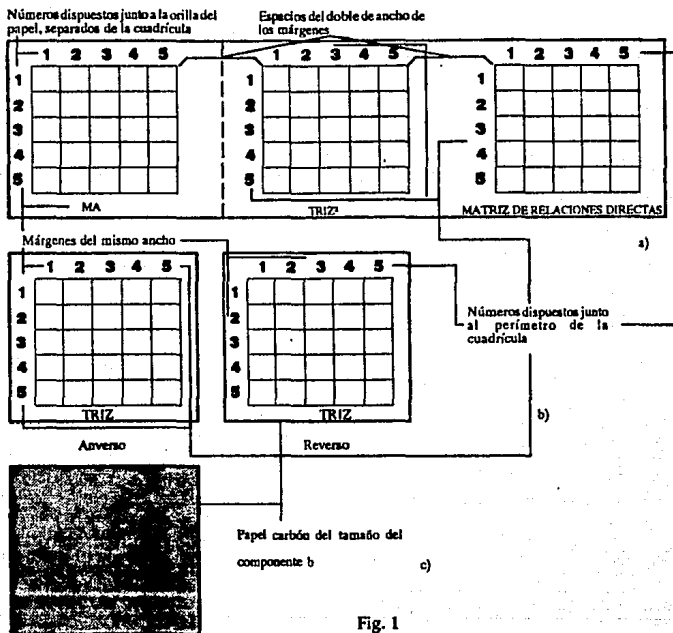 Números dispuestos junto a la orilla del
papel, separados de la cuadrícula
Espacios del doble de ancho de
los márgenes
1 2 3 4 5
1 2 3 4 5
1 2 3 4 5
1
2
3
4
5
1
2
3
4
5
1
2
3
4
5
MA
TRIZ²
MATRIZ DE RELACIONES DIRECTAS
a)
Márgenes del mismo ancho
1 2 3 4 5
1 2 3 4 5
1
2
3
4
5
1
2
3
4
5
Números dispuestos junto
al perímetro de la
cuadrícula
TRIZ
TRIZ
b)
Anverso
Reverso
Papel carbón del tamaño del
componente b
c)
Fig. 1